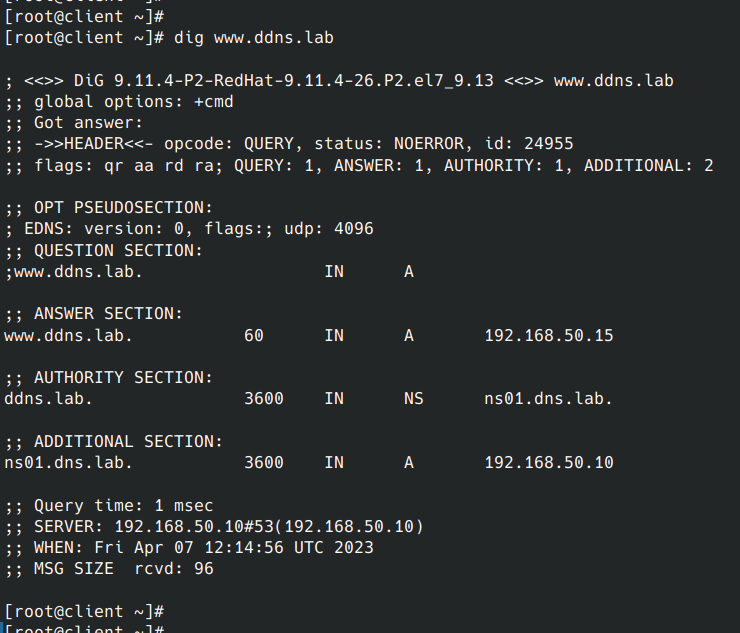 [root@client ~]#
[root@client ~]#
[root@client ~]# dig www.ddns.lab
; <<>> DiG 9.11.4-P2-RedHat-9.11.4-26.P2.el7_9.13 <<>> www.ddns.lab
;; global options: +cmd
;; Got answer:
;; ->>HEADER<<- opcode: QUERY, status: NOERROR, id: 24955
;; flags: qr aa rd ra; QUERY: 1, ANSWER: 1, AUTHORITY: 1, ADDITIONAL: 2
;; OPT PSEUDOSECTION:
; EDNS: version: 0, flags:; udp: 4096
;; QUESTION SECTION:
;www.ddns.lab. IN A
;; ANSWER SECTION:
www.ddns.lab. 60 IN A 192.168.50.15
;; AUTHORITY SECTION:
ddns.lab. 3600 IN NS ns01.dns.lab.
;; ADDITIONAL SECTION:
ns01.dns.lab. 3600 IN A 192.168.50.10
;; Query time: 1 msec
;; SERVER: 192.168.50.10#53(192.168.50.10)
;; WHEN: Fri Apr 07 12:14:56 UTC 2023
;; MSG SIZE rcvd: 96
[root@client ~]#
[root@client ~]#